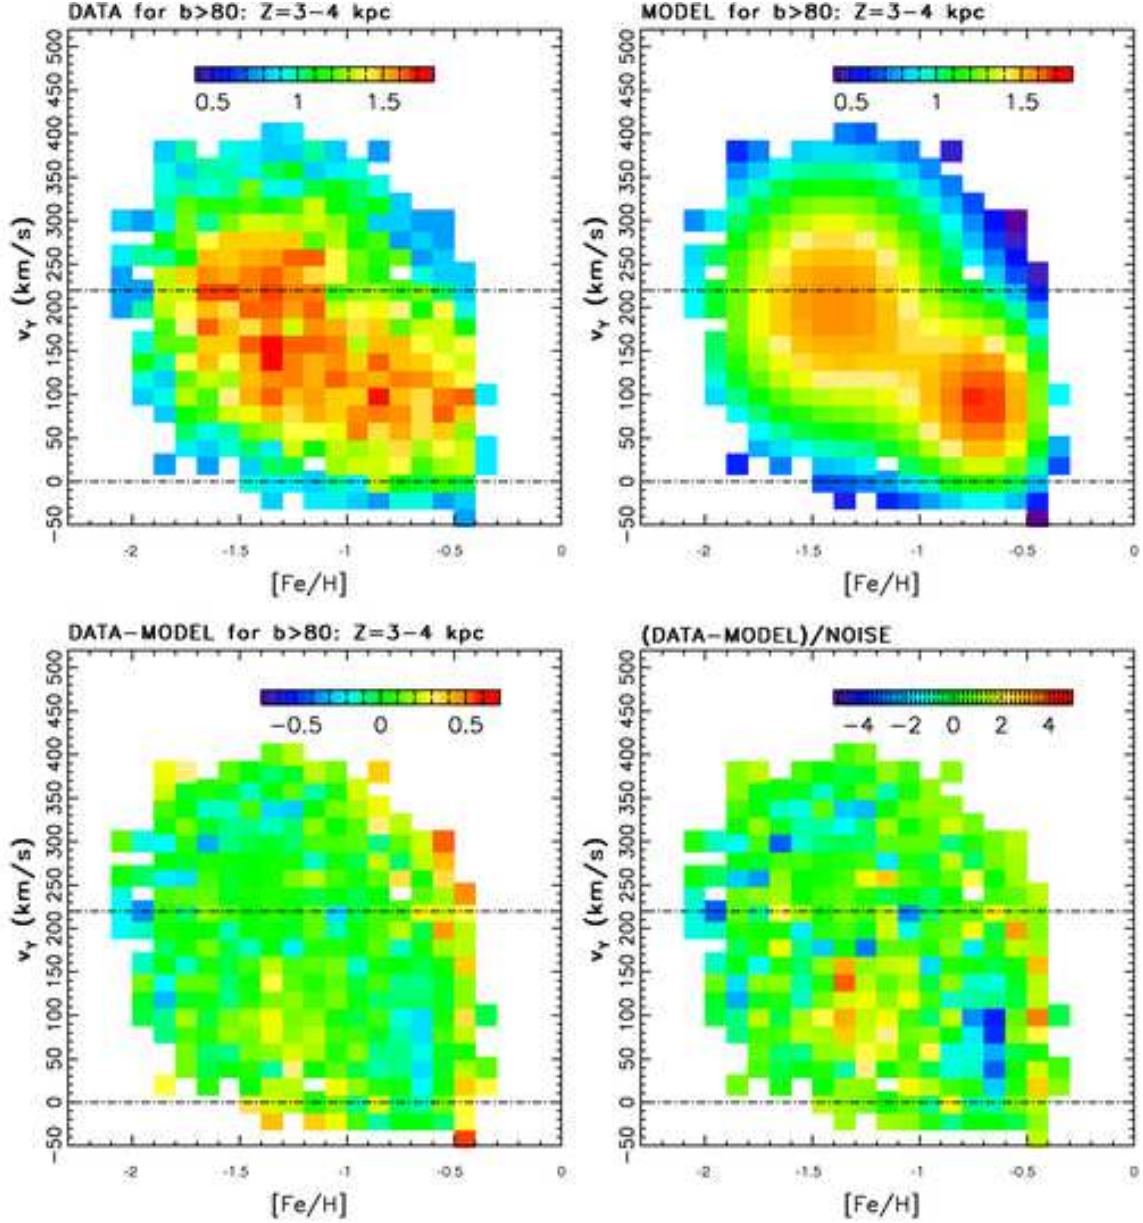 DATA for b>80: Z=3-4 kpc
MODEL for b>80: Z=3-4 kpc
0.5 1 1.5
0.5 1 1.5
500
450
400
350
300
250
200
150
100
50
0
-50
v_Y (km/s)
-2 -1.5 -1 -0.5 0
[Fe/H]
500
450
400
350
300
250
200
150
100
50
0
-50
v_Y (km/s)
-2 -1.5 -1 -0.5 0
[Fe/H]
DATA-MODEL for b>80: Z=3-4 kpc
(DATA-MODEL)/NOISE
-0.5 0 0.5
-4 -2 0 2 4
500
450
400
350
300
250
200
150
100
50
0
-50
v_Y (km/s)
-2 -1.5 -1 -0.5 0
[Fe/H]
500
450
400
350
300
250
200
150
100
50
0
-50
v_Y (km/s)
-2 -1.5 -1 -0.5 0
[Fe/H]